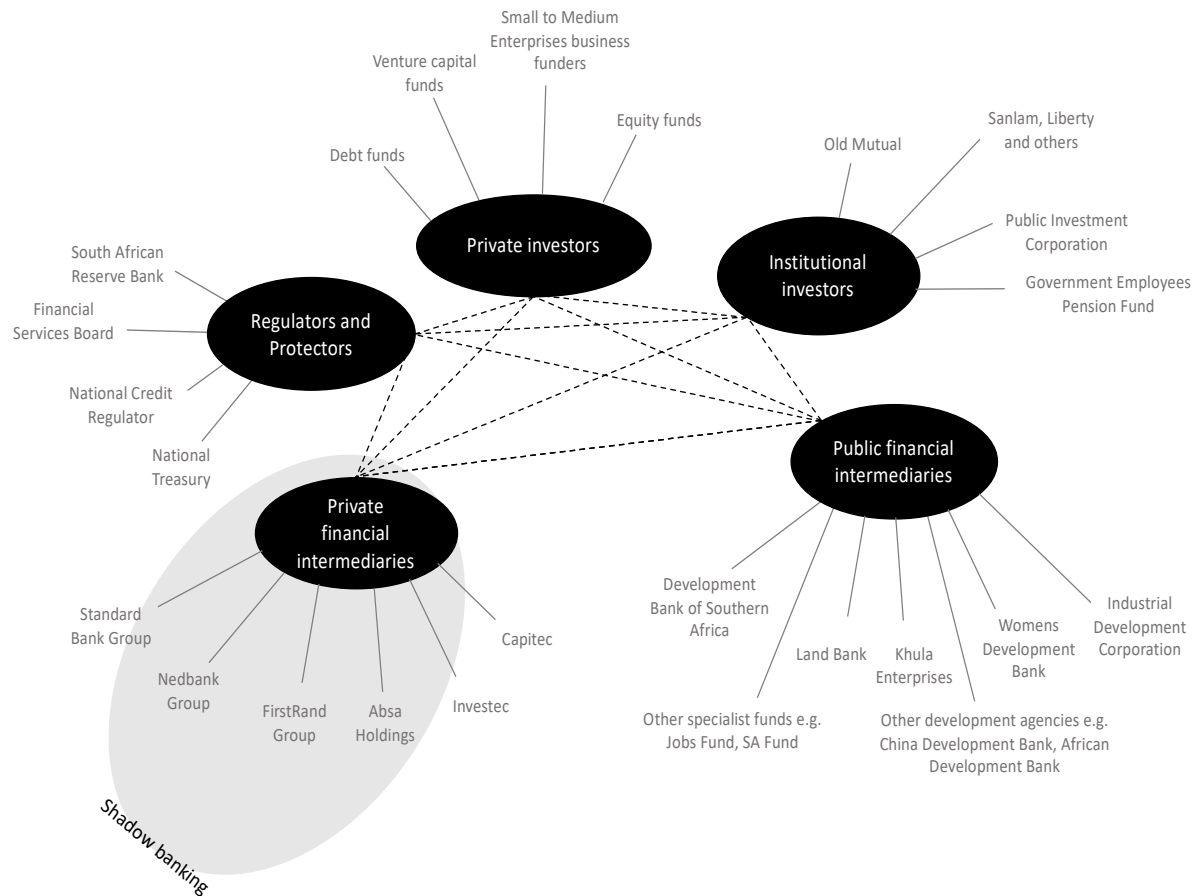 Small to Medium
Enterprises business
funders
Venture capital
funds
Equity funds
Debt funds
Sanlam, Liberty
and others
Old Mutual
Public Investment
Corporation
Government Employees
Pension Fund
Private investors
Institutional
investors
South African
Reserve Bank
Financial
Services Board
National Credit
Regulator
National
Treasury
Regulators and
Protectors
Public financial
intermediaries
Private
financial
intermediaries
Standard
Bank Group
Nedbank
Group
FirstRand
Group
Absa
Holdings
Investec
Capitec
Development
Bank of Southern
Africa
Land Bank
Khula
Enterprises
Womens
Development
Bank
Industrial
Development
Corporation
Other specialist funds e.g.
Jobs Fund, SA Fund
Other development agencies e.g.
China Development Bank, African
Development Bank
Shadow banking